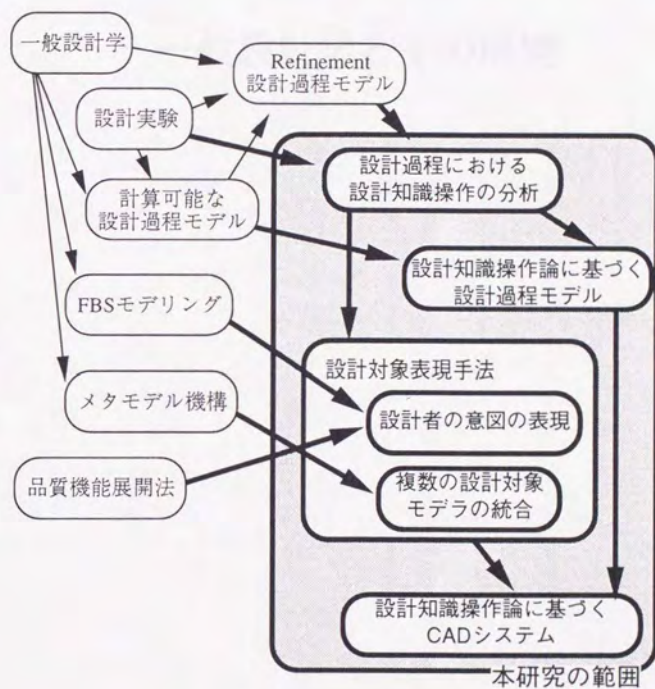 一般設計学
Refinement
設計過程モデル
設計実験
設計過程における
設計知識操作の分析
計算可能な
設計過程モデル
設計知識操作論に基づく
設計過程モデル
FBSモデリング
設計対象表現手法
メタモデル機構
設計者の意図の表現
品質機能展開法
複数の設計対象
モデラの統合
設計知識操作論に基づく
CADシステム
本研究の範囲